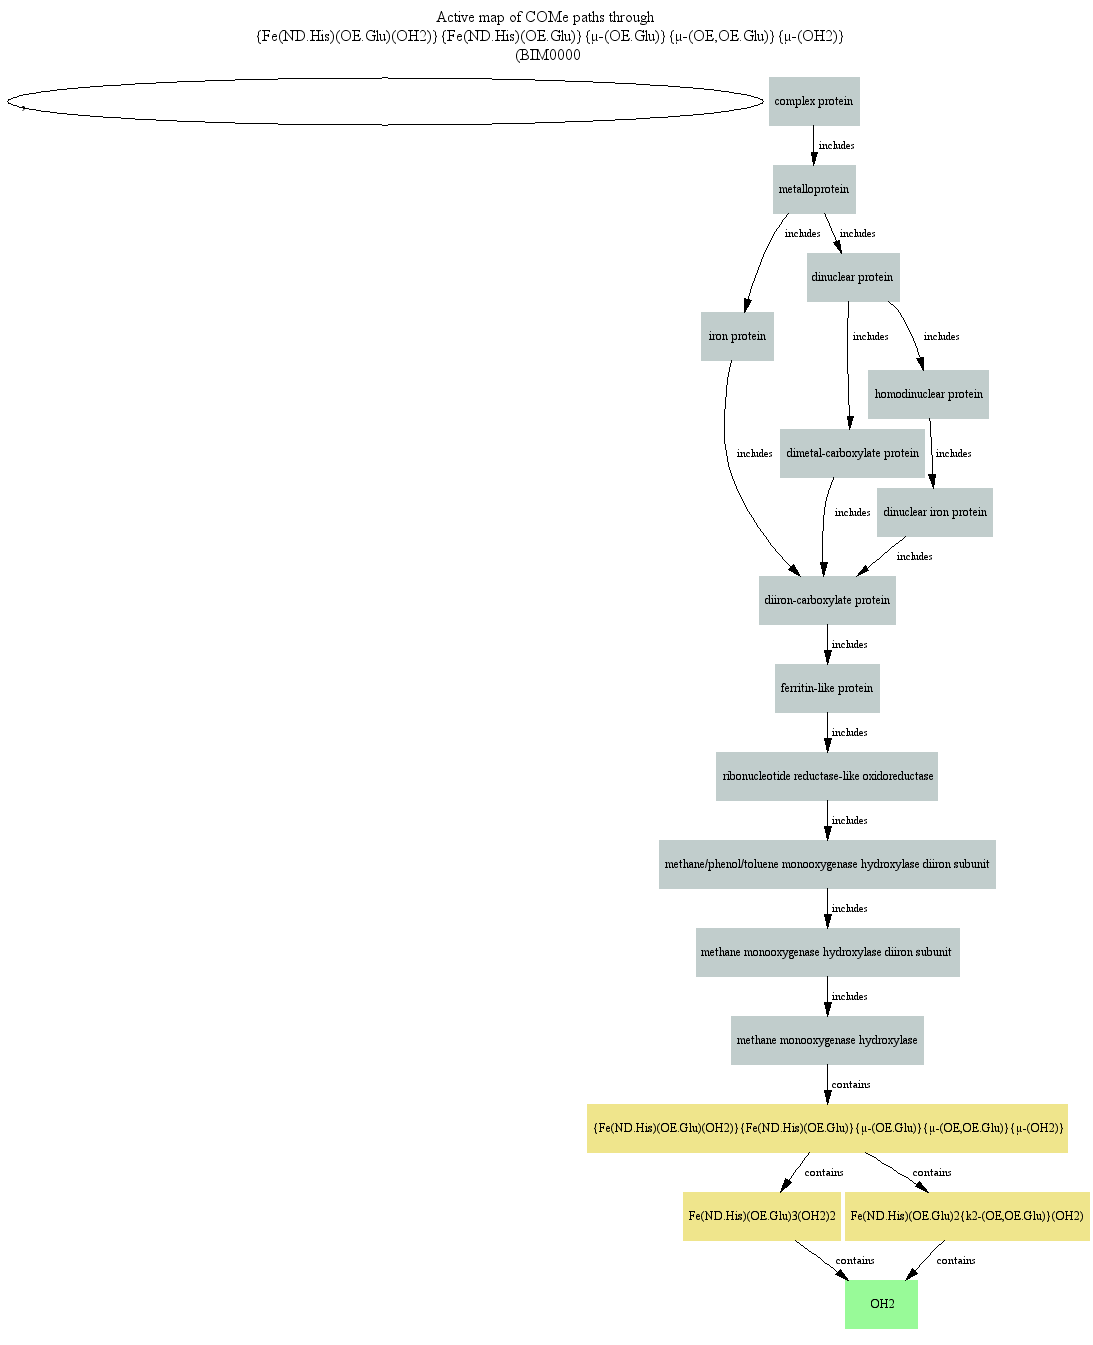 Active map of COMe paths through
{Fe(ND.His)(OE.Glu)(OH2)}{Fe(ND.His)(OE.Glu)}{μ-(OE.Glu)}{μ-(OE,OE.Glu)}{μ-(OH2)}
(BIM0000
,
complex protein
includes
metalloprotein
includes
includes
dinuclear protein
iron protein
includes
includes
homodinuclear protein
includes
dimetal-carboxylate protein
includes
includes
dinuclear iron protein
includes
diiron-carboxylate protein
includes
ferritin-like protein
includes
ribonucleotide reductase-like oxidoreductase
includes
methane/phenol/toluene monooxygenase hydroxylase diiron subunit
includes
methane monooxygenase hydroxylase diiron subunit
includes
methane monooxygenase hydroxylase
contains
{Fe(ND.His)(OE.Glu)(OH2)}{Fe(ND.His)(OE.Glu)}{μ-(OE.Glu)}{μ-(OE,OE.Glu)}{μ-(OH2)}
contains
contains
Fe(ND.His)(OE.Glu)3(OH2)2
Fe(ND.His)(OE.Glu)2{k2-(OE,OE.Glu)}(OH2)
contains
contains
OH2